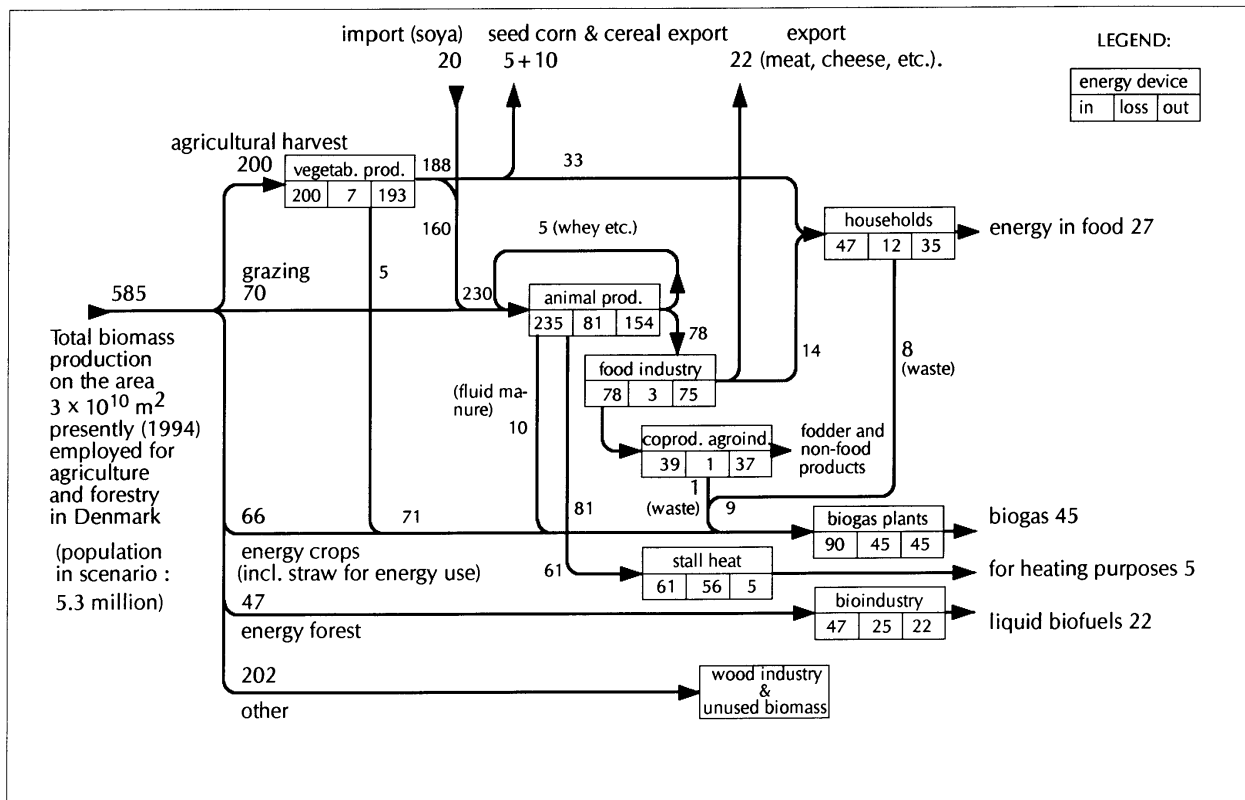 import (soya)
20
seed corn & cereal export
5 + 10
export
22 (meat, cheese, etc.).
LEGEND:
energy device
in loss out
agricultural harvest
200
vegetab. prod.
200 7 193
188
33
160
5 (whey etc.)
households
47 12 35
energy in food 27
585
grazing
70
5
230
animal prod.
235 81 154
78
food industry
78 3 75
14
8
(waste)
Total biomass
production
on the area
3 x 10¹⁰ m²
presently (1994)
employed for
agriculture
and forestry
in Denmark
(population
in scenario :
5.3 million)
(fluid ma-
nure)
10
coprod. agroind.
39 1 37
fodder and
non-food
products
1
(waste)
9
81
66
71
energy crops
(incl. straw for energy use)
biogas plants
90 45 45
biogas 45
61
stall heat
61 56 5
for heating purposes 5
47
energy forest
bioindustry
47 25 22
liquid biofuels 22
202
other
wood industry
&
unused biomass